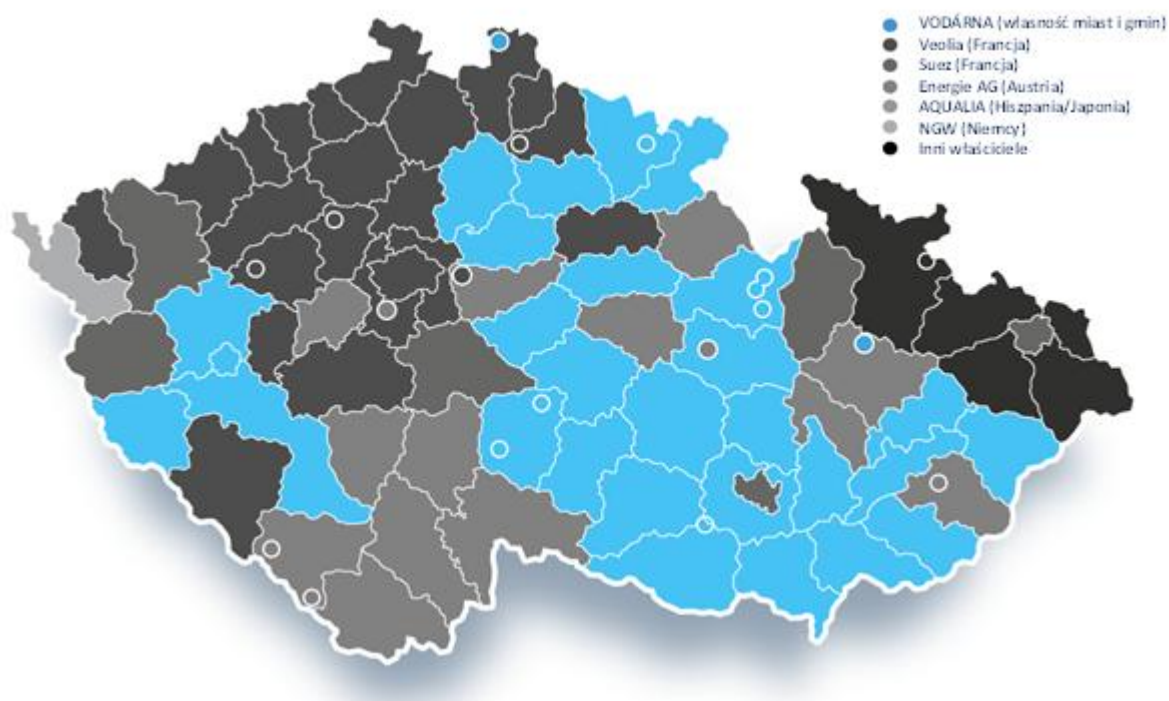 VODÁRNA (własność miast i gmin)
Veolia (Francja)
Suez (Francja)
Energie AG (Austria)
AQUALIA (Hiszpania/Japonia)
NGW (Niemcy)
Inni właściciele